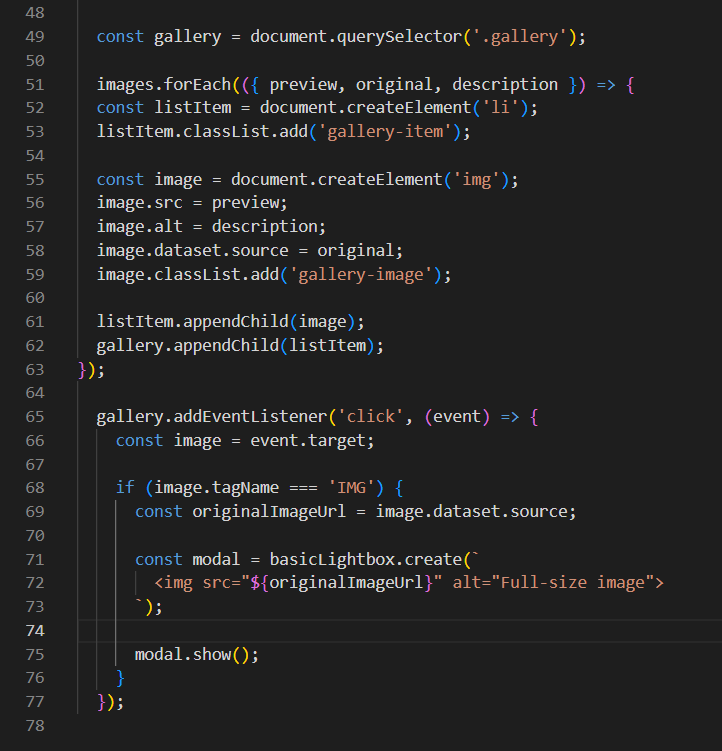 48
49 const gallery = document.querySelector('.gallery');
50
51 images.forEach(({ preview, original, description }) => {
52 const listItem = document.createElement('li');
53 listItem.classList.add('gallery-item');
54
55 const image = document.createElement('img');
56 image.src = preview;
57 image.alt = description;
58 image.dataset.source = original;
59 image.classList.add('gallery-image');
60
61 listItem.appendChild(image);
62 gallery.appendChild(listItem);
63 });
64
65 gallery.addEventListener('click', (event) => {
66 const image = event.target;
67
68 if (image.tagName === 'IMG') {
69 const originalImageUrl = image.dataset.source;
70
71 const modal = basicLightbox.create(`
72 <img src="${originalImageUrl}" alt="Full-size image">
73 `);
74
75 modal.show();
76 }
77 });
78